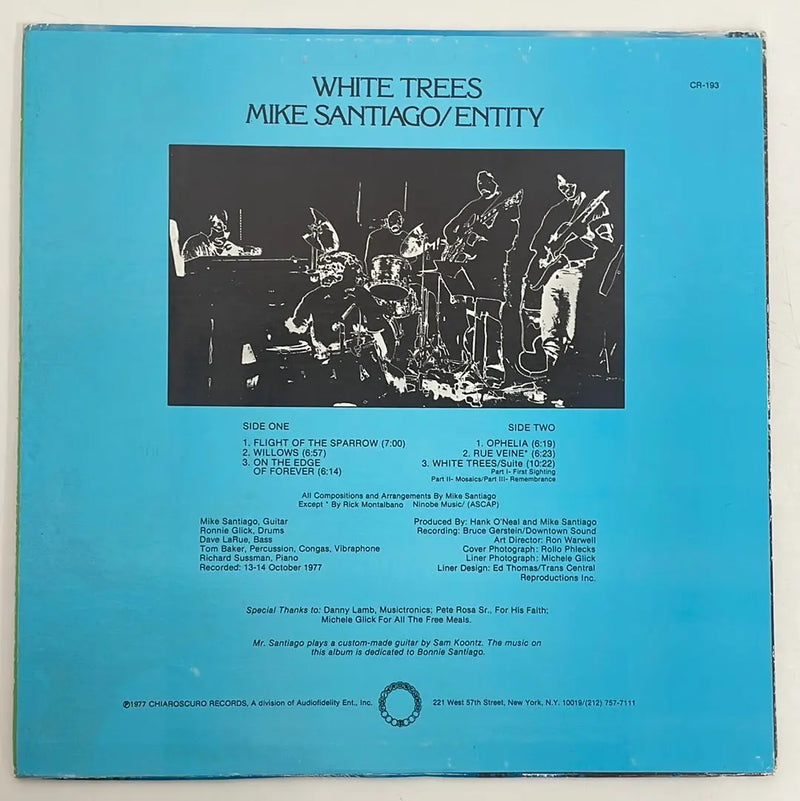 WHITE TREES
MIKE SANTIAGO/ENTITY
CR-193
SIDE ONE
1. FLIGHT OF THE SPARROW (7:00)
2. WILLOWS (6:57)
3. ON THE EDGE
OF FOREVER (6:14)
SIDE TWO
1. OPHELIA (6:19)
2. RUE VEINE* (6:23)
3. WHITE TREES/Suite (10:22)
Part I- First Sighting
Part II- Mosaics/Part III- Remembrance
All Compositions and Arrangements By Mike Santiago
Except * By Rick Montalbano Ninobe Music/ (ASCAP)
Mike Santiago, Guitar
Ronnie Glick, Drums
Dave LaRue, Bass
Tom Baker, Percussion, Congas, Vibraphone
Richard Sussman, Piano
Recorded: 13-14 October 1977
Produced By: Hank O'Neal and Mike Santiago
Recording: Bruce Gerstein/Downtown Sound
Art Director: Ron Warwell
Cover Photograph: Rollo Phlecks
Liner Photograph: Michele Glick
Liner Design: Ed Thomas/Trans Central
Reproductions Inc.
Special Thanks to: Danny Lamb, Musictronics; Pete Rosa Sr., For His Faith;
Michele Glick For All The Free Meals.
Mr. Santiago plays a custom-made guitar by Sam Koontz. The music on
this album is dedicated to Bonnie Santiago.
℗1977 CHIAROSCURO RECORDS, A division of Audiofidelity Ent., Inc.
221 West 57th Street, New York, N.Y. 10019/(212) 757-7111